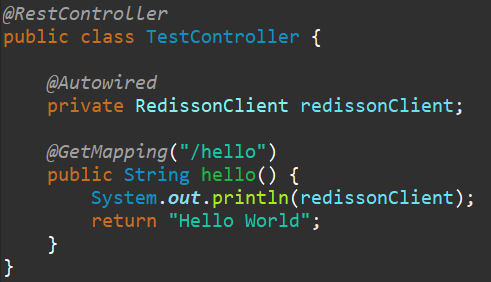 @RestController
public class TestController {
@Autowired
private RedissonClient redissonClient;
@GetMapping("/hello")
public String hello() {
System.out.println(redissonClient);
return "Hello World";
}
}